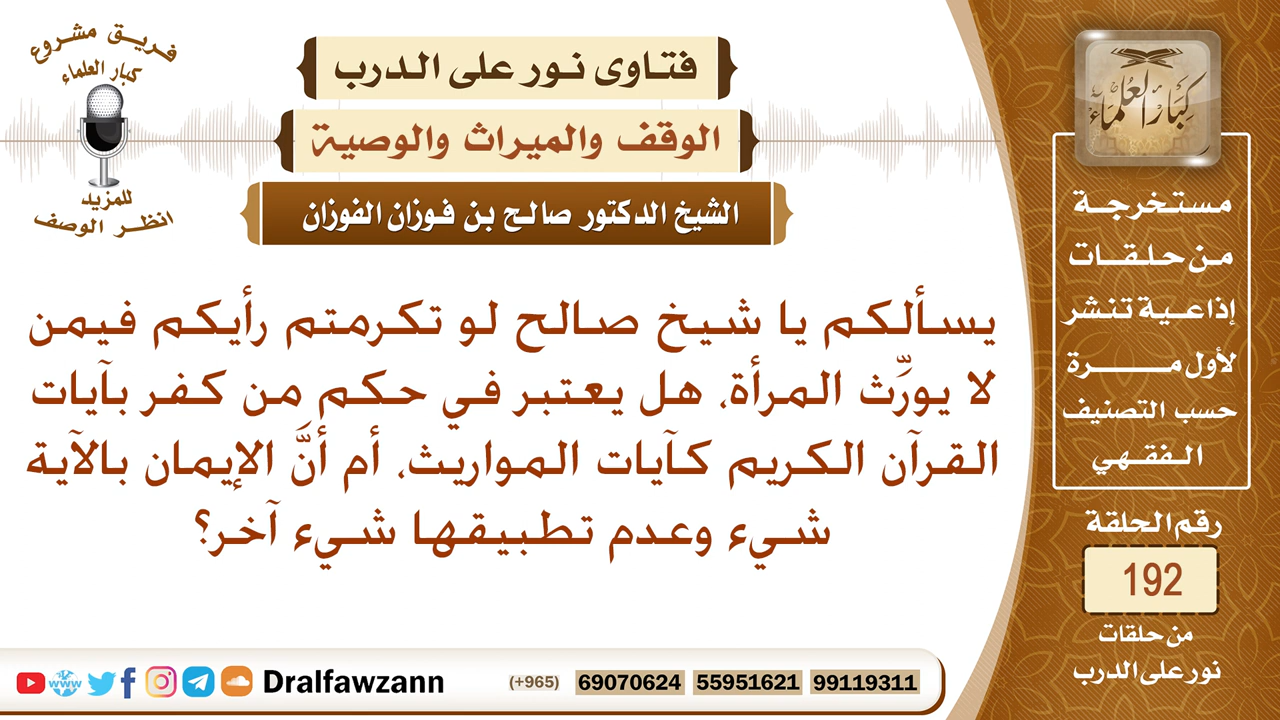 فريق مشروع
كبار العلماء
للمزيد
انظر الوصف
فتاوى نور على الدرب
الوقف والميراث والوصية
الشيخ الدكتور صالح بن فوزان الفوزان
يسألكم يا شيخ صالح لو تكرمتم رأيكم فيمن
لا يورِّث المرأة، هل يعتبر في حكم من كفر بآيات
القرآن الكريم كآيات المواريث، أم أنَّ الإيمان بالآية
شيء وعدم تطبيقها شيء آخر؟
كبار العلماء
مستخرجة
من حلقات
إذاعية تنشر
لأول مرة
حسب التصنيف
الفقهي
رقم الحلقة
192
من حلقات
نور على الدرب
www Dralfawzann (+965) 69070624 55951621 99119311